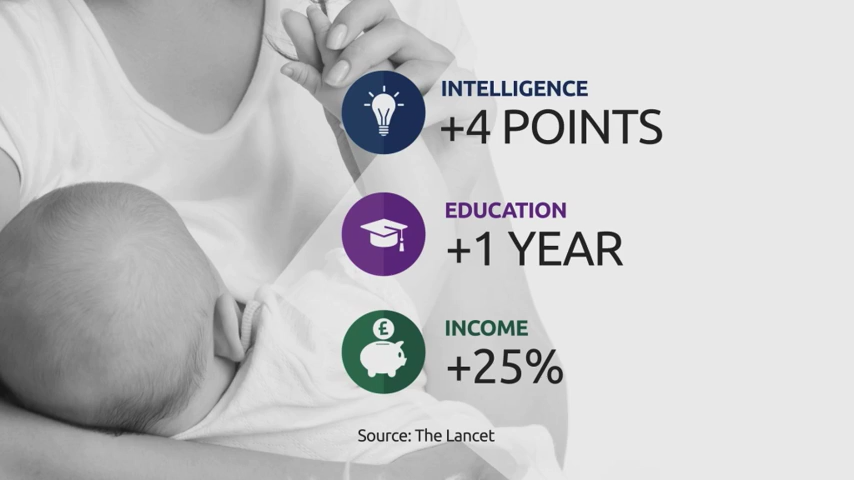 INTELLIGENCE
+4 POINTS
EDUCATION
+1 YEAR
£
INCOME
+25%
Source: The Lancet